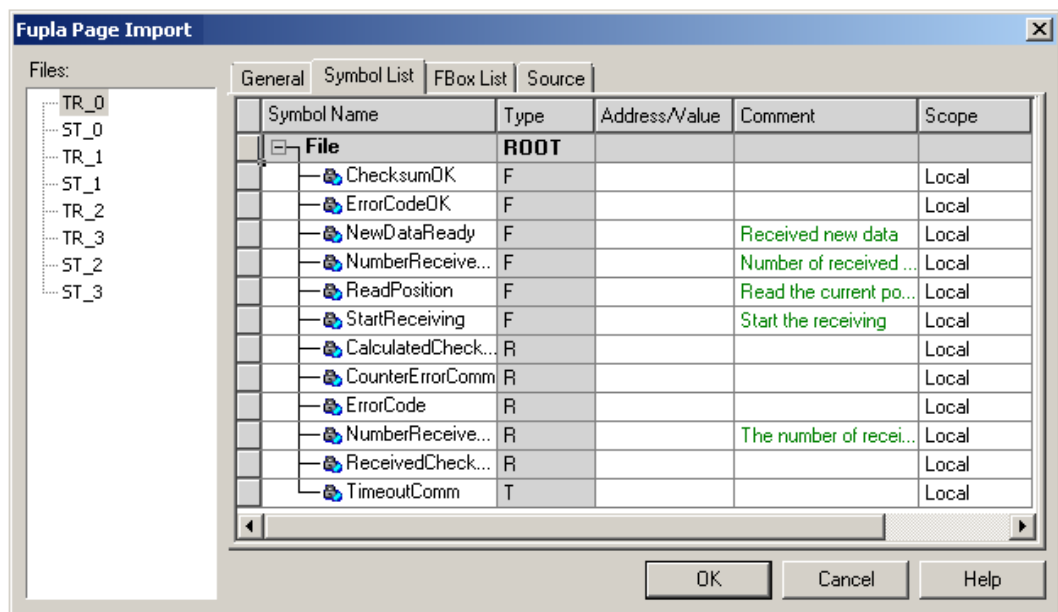 Fupla Page Import
Files:
TR_0
ST_0
TR_1
ST_1
TR_2
TR_3
ST_2
ST_3
General Symbol List FBox List Source
Symbol Name Type Address/Value Comment Scope
File ROOT
ChecksumOK F Local
ErrorCodeOK F Local
NewDataReady F Received new data Local
NumberReceive... F Number of received ... Local
ReadPosition F Read the current po... Local
StartReceiving F Start the receiving Local
CalculatedCheck... R Local
CounterErrorComm R Local
ErrorCode R Local
NumberReceive... R The number of recei... Local
ReceivedCheck... R Local
TimeoutComm T Local
OK Cancel Help